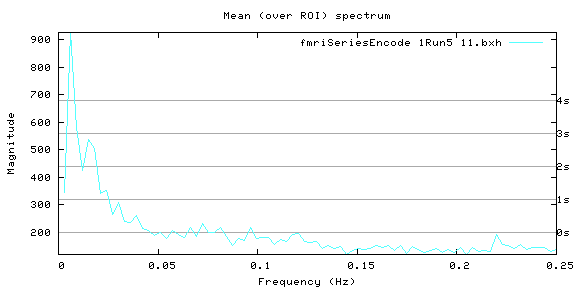 Mean (over ROI) spectrum
fmriSeriesEncode 1Run5 11.bxh
Magnitude
900
800
700
600
500
400
300
200
4s
3s
2s
1s
0s
0 0.05 0.1 0.15 0.2 0.25
Frequency (Hz)